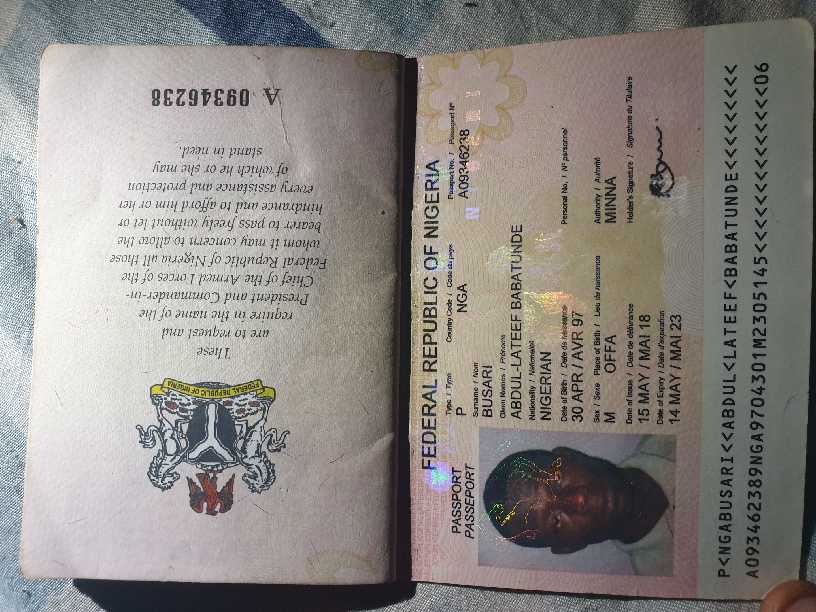 FEDERAL REPUBLIC OF NIGERIA
These
are to request and
require in the name of the
President and Commander-in-
Chief of the Armed Forces of the
Federal Republic of Nigeria all those
whom it may concern to allow the
bearer to pass freely without let or
hindrance and to afford him or her
every assistance and protection
of which he or she may
stand in need.
A 09346238
FEDERAL REPUBLIC OF NIGERIA
PASSPORT
PASSEPORT
Type / Type Country Code / Code du pays Passport No. / Passeport N°
P NGA A09346238
Surname / Nom
BUSARI
Given Names / Prénoms
ABDUL-LATEEF BABATUNDE
Nationality / Nationalité
NIGERIAN
Date of Birth / Date de naissance Personal No. / N° personnel
30 APR / AVR 97
Sex / Sexe Place of Birth / Lieu de naissance Authority / Autorité
M OFFA MINNA
Date of Issue / Date de délivrance Holder's Signature / Signature du Titulaire
15 MAY / MAI 18
Date of Expiry / Date d'expiration
14 MAY / MAI 23
P<NGABUSARI<<ABDUL<LATEEF<BABATUNDE<<<<<<<<<
A093462389NGA9704301M2305145<<<<<<<<<<<<<<06